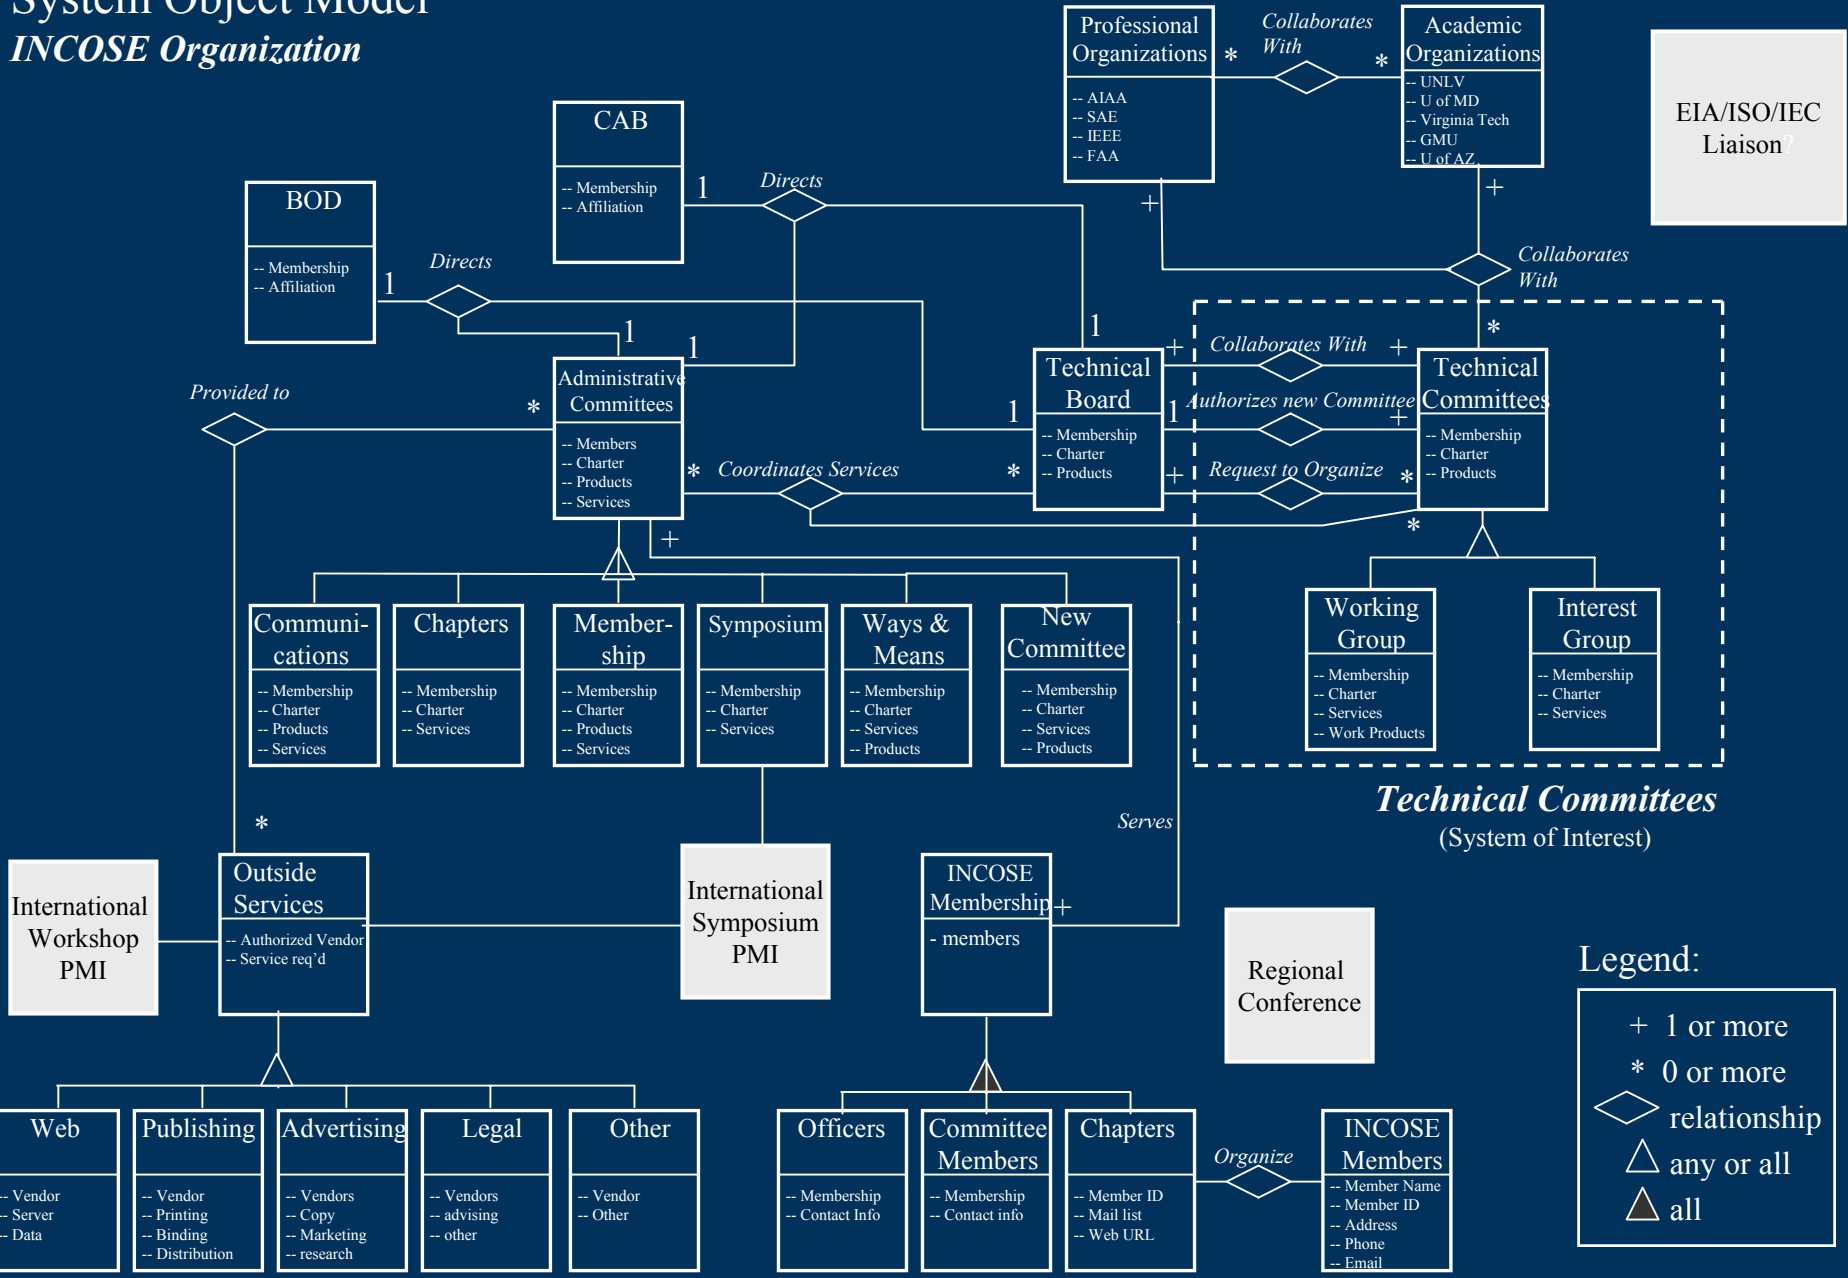 System Object Model
INCOSE Organization
Professional
Organizations
-- AIAA
-- SAE
-- IEEE
-- FAA
*
Collaborates
With
*
Academic
Organizations
-- UNLV
-- U of MD
-- Virginia Tech
-- GMU
-- U of AZ
EIA/ISO/IEC
Liaison?
CAB
-- Membership
-- Affiliation
1
Directs
+
+
BOD
-- Membership
-- Affiliation
1
Directs
Collaborates
With
1
1
1
*
Provided to
*
Administrative
Committees
-- Members
-- Charter
-- Products
-- Services
*
Coordinates Services
*
1
Technical
Board
-- Membership
-- Charter
-- Products
+
Collaborates With
+
1
Authorizes new Committee
+
+
Request to Organize
*
*
Technical
Committees
-- Membership
-- Charter
-- Products
+
Communi-
cations
-- Membership
-- Charter
-- Products
-- Services
Chapters
-- Membership
-- Charter
-- Services
Member-
ship
-- Membership
-- Charter
-- Products
-- Services
Symposium
-- Membership
-- Charter
-- Services
Ways &
Means
-- Membership
-- Charter
-- Services
-- Products
New
Committee
-- Membership
-- Charter
-- Services
-- Products
Working
Group
-- Membership
-- Charter
-- Services
-- Work Products
Interest
Group
-- Membership
-- Charter
-- Services
Technical Committees
(System of Interest)
*
Serves
International
Workshop
PMI
Outside
Services
-- Authorized Vendor
-- Service req'd
International
Symposium
PMI
INCOSE
Membership
- members
+
Regional
Conference
Legend:
+ 1 or more
* 0 or more
relationship
any or all
all
Web
-- Vendor
-- Server
-- Data
Publishing
-- Vendor
-- Printing
-- Binding
-- Distribution
Advertising
-- Vendors
-- Copy
-- Marketing
-- research
Legal
-- Vendors
-- advising
-- other
Other
-- Vendor
-- Other
Officers
-- Membership
-- Contact Info
Committee
Members
-- Membership
-- Contact info
Chapters
-- Member ID
-- Mail list
-- Web URL
Organize
INCOSE
Members
-- Member Name
-- Member ID
-- Address
-- Phone
-- Email